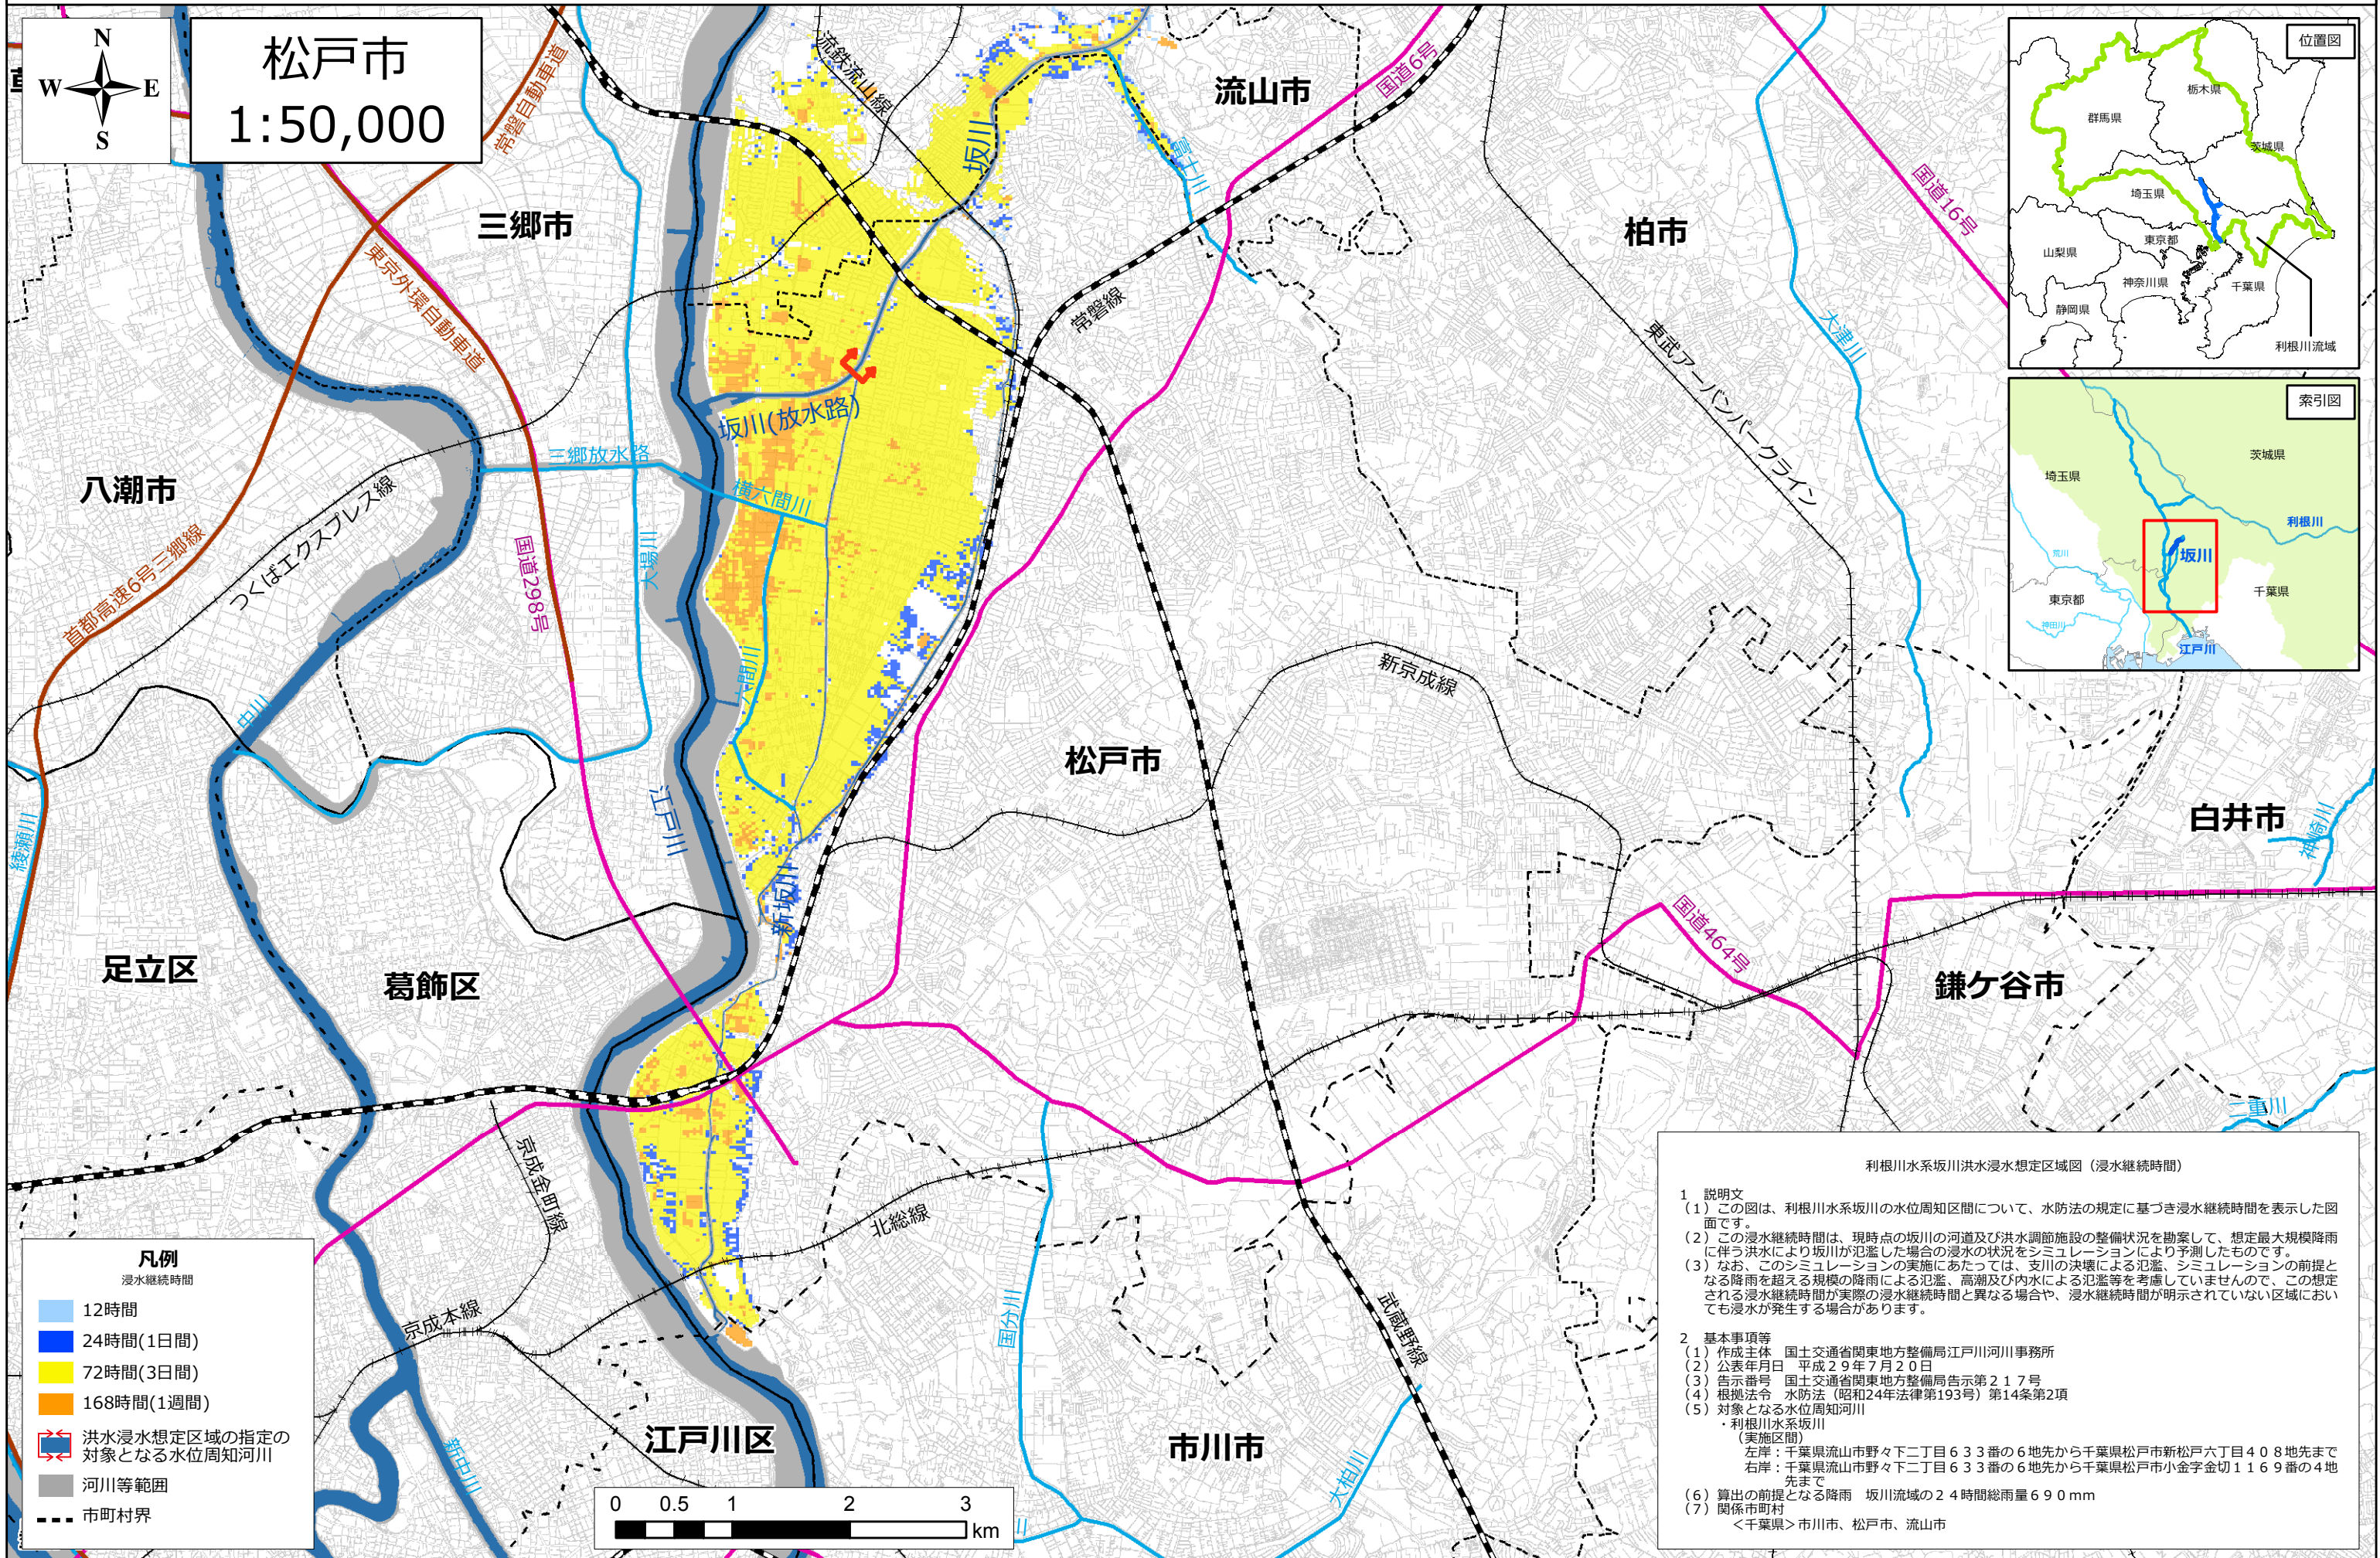 N
W E
S
松戸市
1:50,000
常磐自動車道
流鉄流山線
坂川
流山市
国道6号
富士川
三郷市
東京外環自動車道
柏市
国道16号
常磐線
大津川
東武アーバンパークライン
坂川(放水路)
三郷放水路
横六間川
八潮市
つくばエクスプレス線
首都高速6号三郷線
国道298号
大場川
六間川
新京成線
中川
松戸市
江戸川
白井市
神崎川
綾瀬川
新坂川
足立区
葛飾区
国道464号
鎌ケ谷市
二重川
京成金町線
北総線
京成本線
国分川
武蔵野線
江戸川区
市川市
新中川
大柏川
位置図
栃木県
群馬県
茨城県
埼玉県
東京都
山梨県
神奈川県
千葉県
静岡県
利根川流域
索引図
茨城県
埼玉県
利根川
荒川
坂川
東京都
千葉県
神田川
江戸川
凡例
浸水継続時間
12時間
24時間(1日間)
72時間(3日間)
168時間(1週間)
洪水浸水想定区域の指定の
対象となる水位周知河川
河川等範囲
市町村界
0 0.5 1 2 3
km
利根川水系坂川洪水浸水想定区域図（浸水継続時間）
1　説明文
（1）この図は、利根川水系坂川の水位周知区間について、水防法の規定に基づき浸水継続時間を表示した図
面です。
（2）この浸水継続時間は、現時点の坂川の河道及び洪水調節施設の整備状況を勘案して、想定最大規模降雨
に伴う洪水により坂川が氾濫した場合の浸水の状況をシミュレーションにより予測したものです。
（3）なお、このシミュレーションの実施にあたっては、支川の決壊による氾濫、シミュレーションの前提と
なる降雨を超える規模の降雨による氾濫、高潮及び内水による氾濫等を考慮していませんので、この想定
される浸水継続時間が実際の浸水継続時間と異なる場合や、浸水継続時間が明示されていない区域におい
ても浸水が発生する場合があります。
2　基本事項等
（1）作成主体　国土交通省関東地方整備局江戸川河川事務所
（2）公表年月日　平成２９年７月２０日
（3）告示番号　国土交通省関東地方整備局告示第２１７号
（4）根拠法令　水防法（昭和24年法律第193号）第14条第2項
（5）対象となる水位周知河川
・利根川水系坂川
（実施区間）
左岸：千葉県流山市野々下二丁目６３３番の６地先から千葉県松戸市新松戸六丁目４０８地先まで
右岸：千葉県流山市野々下二丁目６３３番の６地先から千葉県松戸市小金字金切１１６９番の４地
先まで
（6）算出の前提となる降雨　坂川流域の２４時間総雨量６９０mm
（7）関係市町村
＜千葉県＞市川市、松戸市、流山市